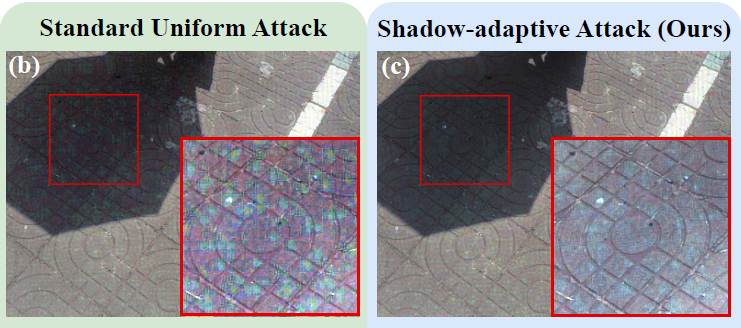 Standard Uniform Attack
Shadow-adaptive Attack (Ours)
(b)
(c)